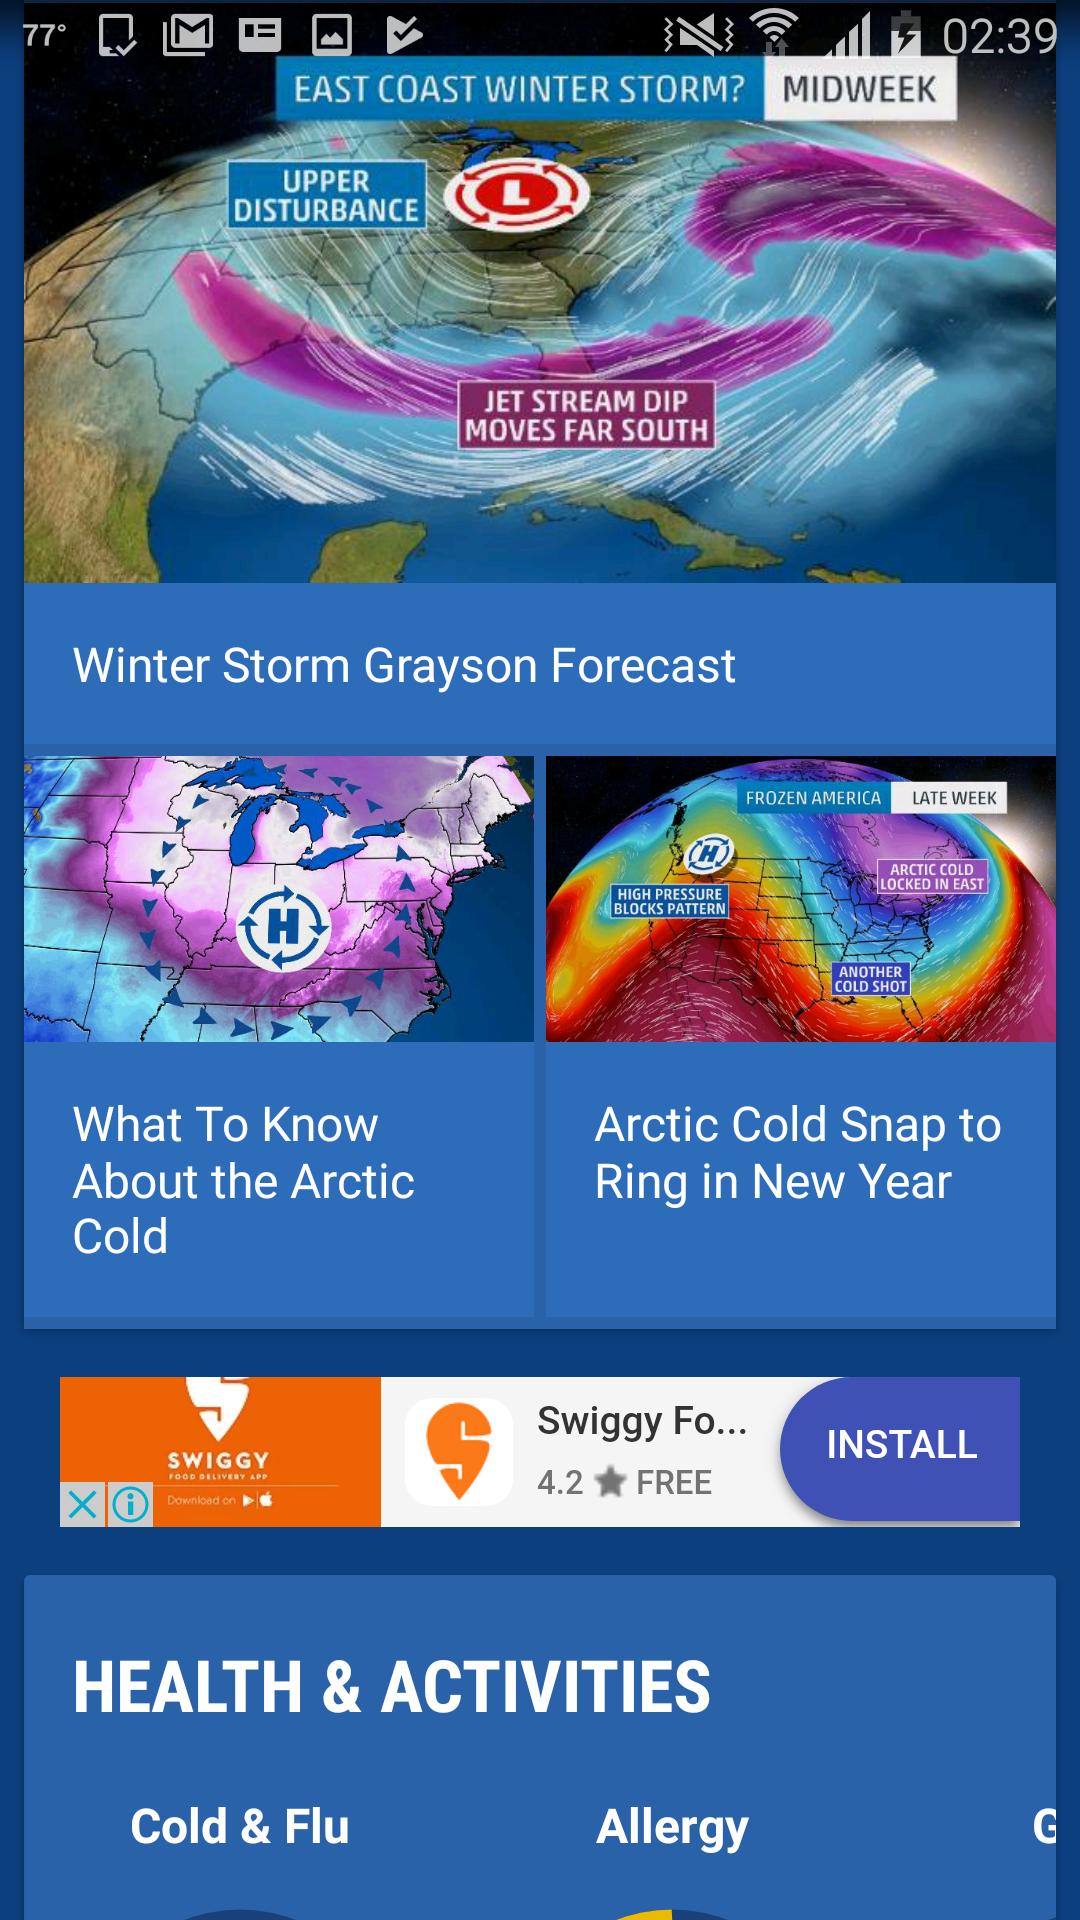 77°
02:39
EAST COAST WINTER STORM? MIDWEEK
UPPER
DISTURBANCE
L
JET STREAM DIP
MOVES FAR SOUTH
Winter Storm Grayson Forecast
H
FROZEN AMERICA LATE WEEK
H
ARCTIC COLD
LOCKED IN EAST
HIGH PRESSURE
BLOCKS PATTERN
ANOTHER
COLD SHOT
What To Know
About the Arctic
Cold
Arctic Cold Snap to
Ring in New Year
SWIGGY
FOOD DELIVERY APP
Download on
Swiggy Fo...
4.2 ★ FREE
INSTALL
HEALTH & ACTIVITIES
Cold & Flu
Allergy